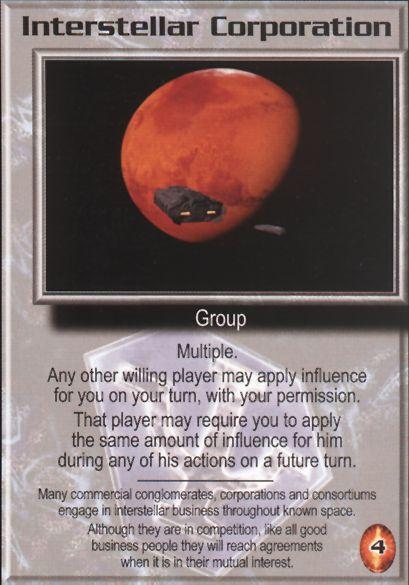 Interstellar Corporation
Group
Multiple.
Any other willing player may apply influence
for you on your turn, with your permission.
That player may require you to apply
the same amount of influence for him
during any of his actions on a future turn.
Many commercial conglomerates, corporations and consortiums
engage in interstellar business throughout known space.
Although they are in competition, like all good
business people they will reach agreements
when it is in their mutual interest.
4